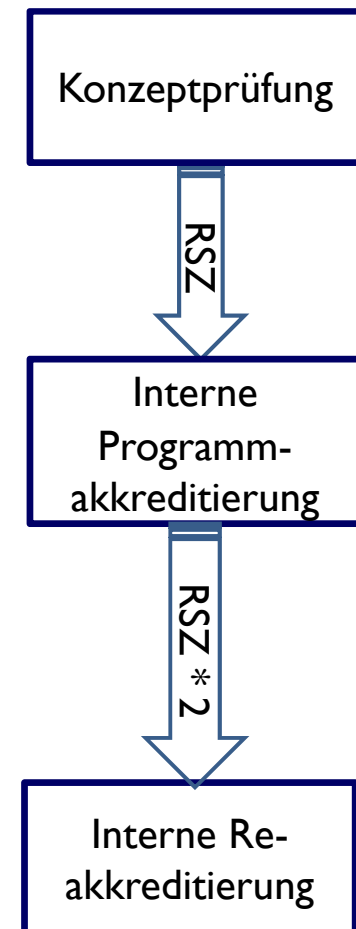 Konzeptprüfung
RSZ
Interne
Programm-
akkreditierung
RSZ * 2
Interne Re-
akkreditierung